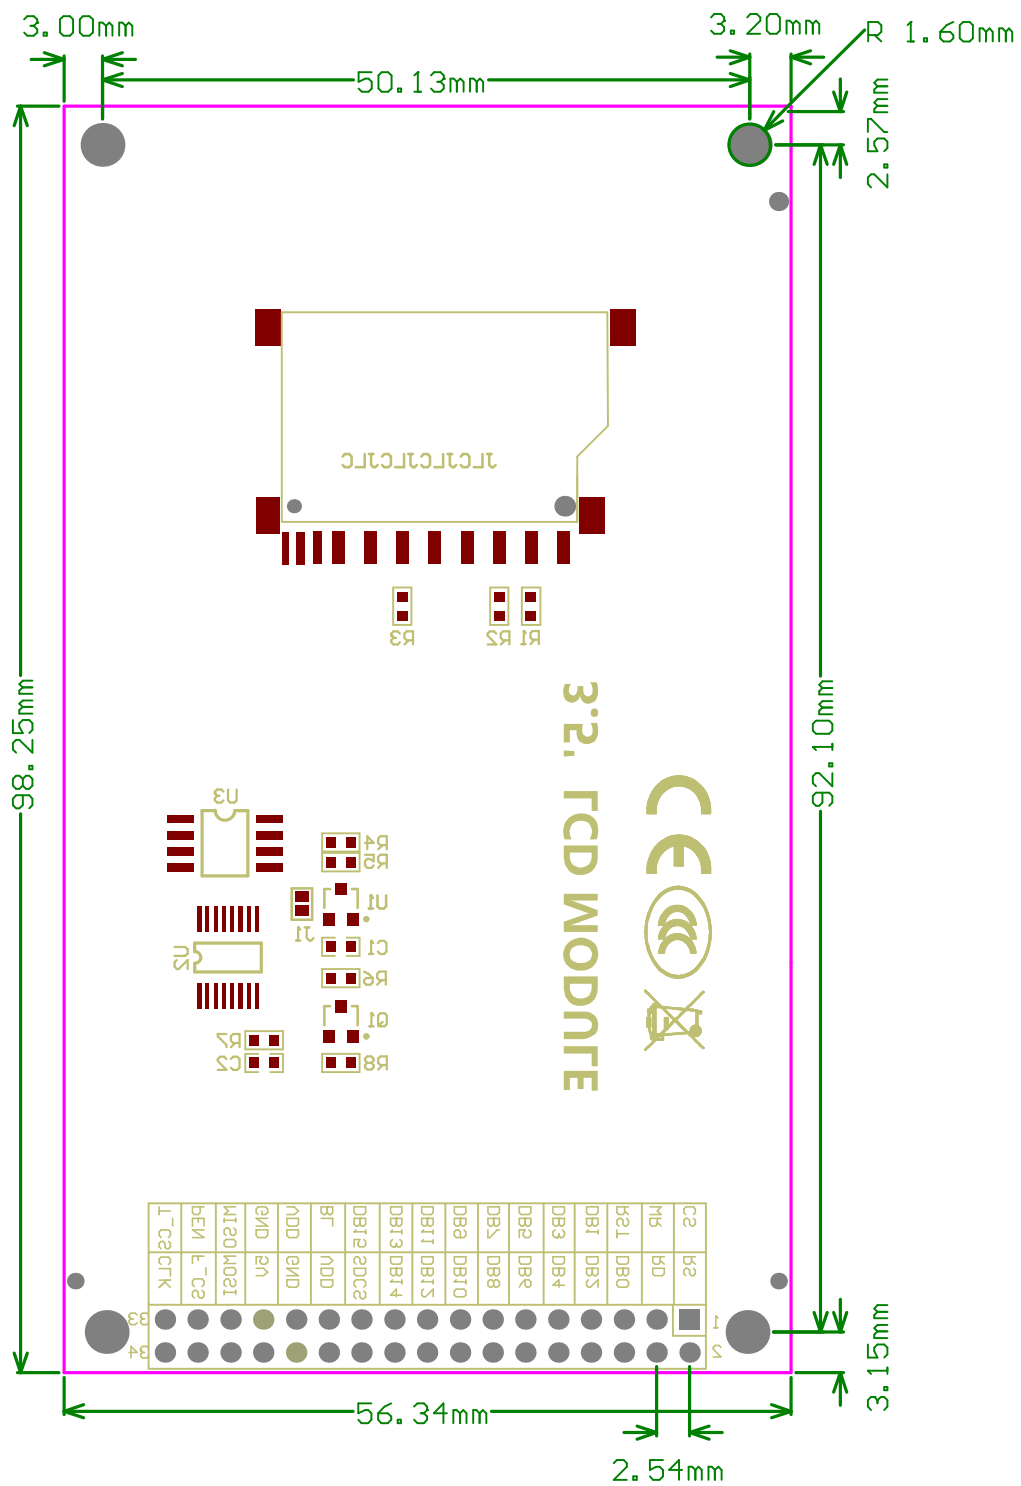 3.00mm
3.20mm
R 1.60mm
50.13mm
2.57mm
JLCJLCJLCJLC
R3
R2
R1
3.5' LCD MODULE
98.25mm
92.10mm
U3
R4
R5
U1
J1
C1
U2
R6
Q1
R7
C2
R8
T_CS
PEN
MISO
GND
VDD
BL
DB15
DB13
DB11
DB9
DB7
DB5
DB3
DB1
RST
WR
CS
CLK
F_CS
MOSI
5V
GND
VDD
SDCS
DB14
DB12
DB10
DB8
DB6
DB4
DB2
DB0
RD
RS
33
1
34
2
3.15mm
56.34mm
2.54mm